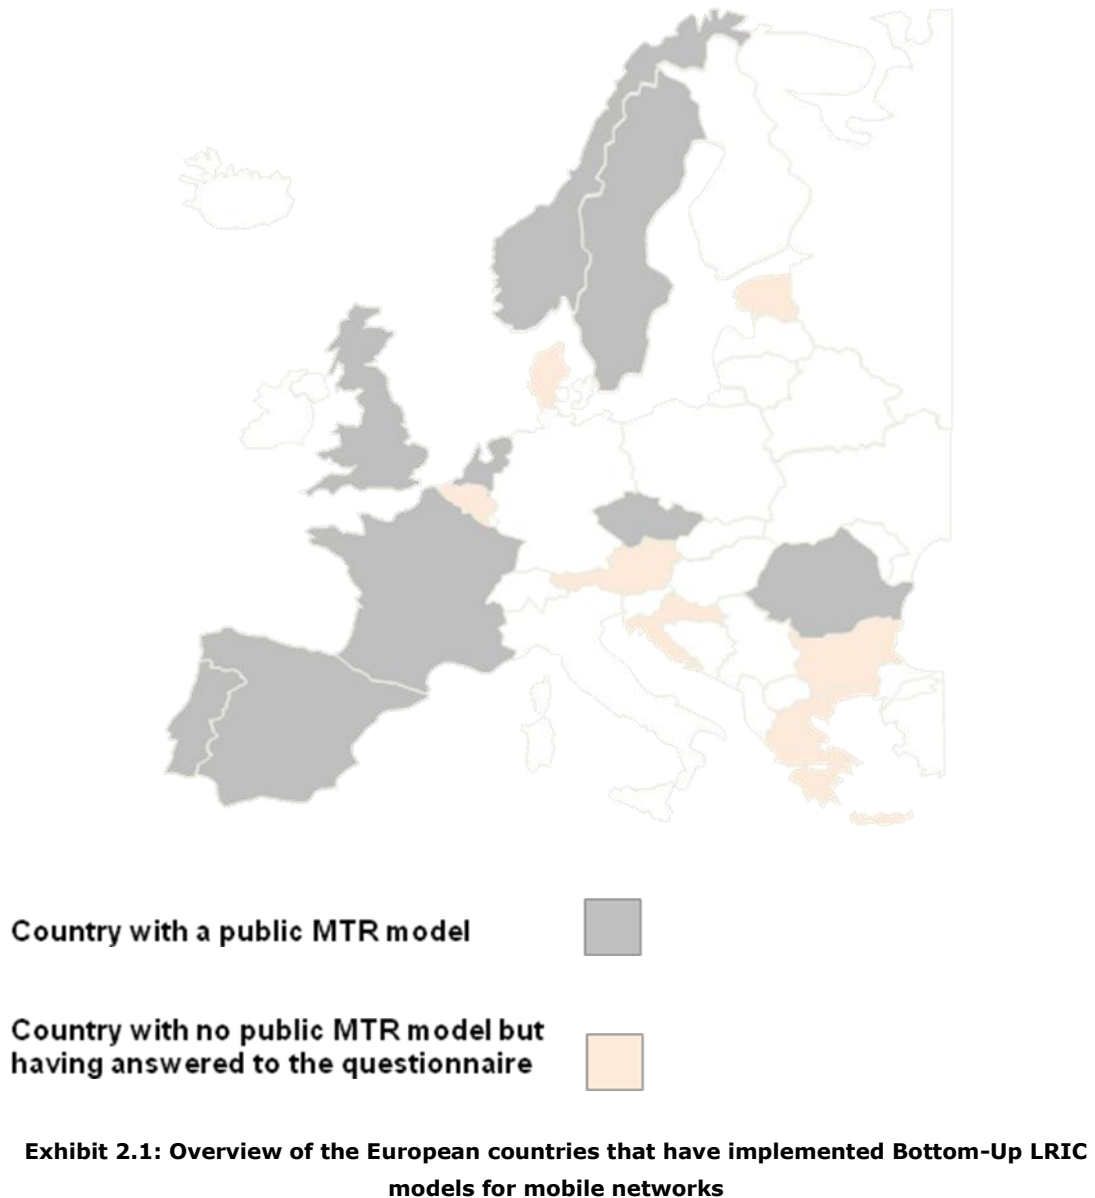 Country with a public MTR model
Country with no public MTR model but
having answered to the questionnaire
Exhibit 2.1: Overview of the European countries that have implemented Bottom-Up LRIC
models for mobile networks